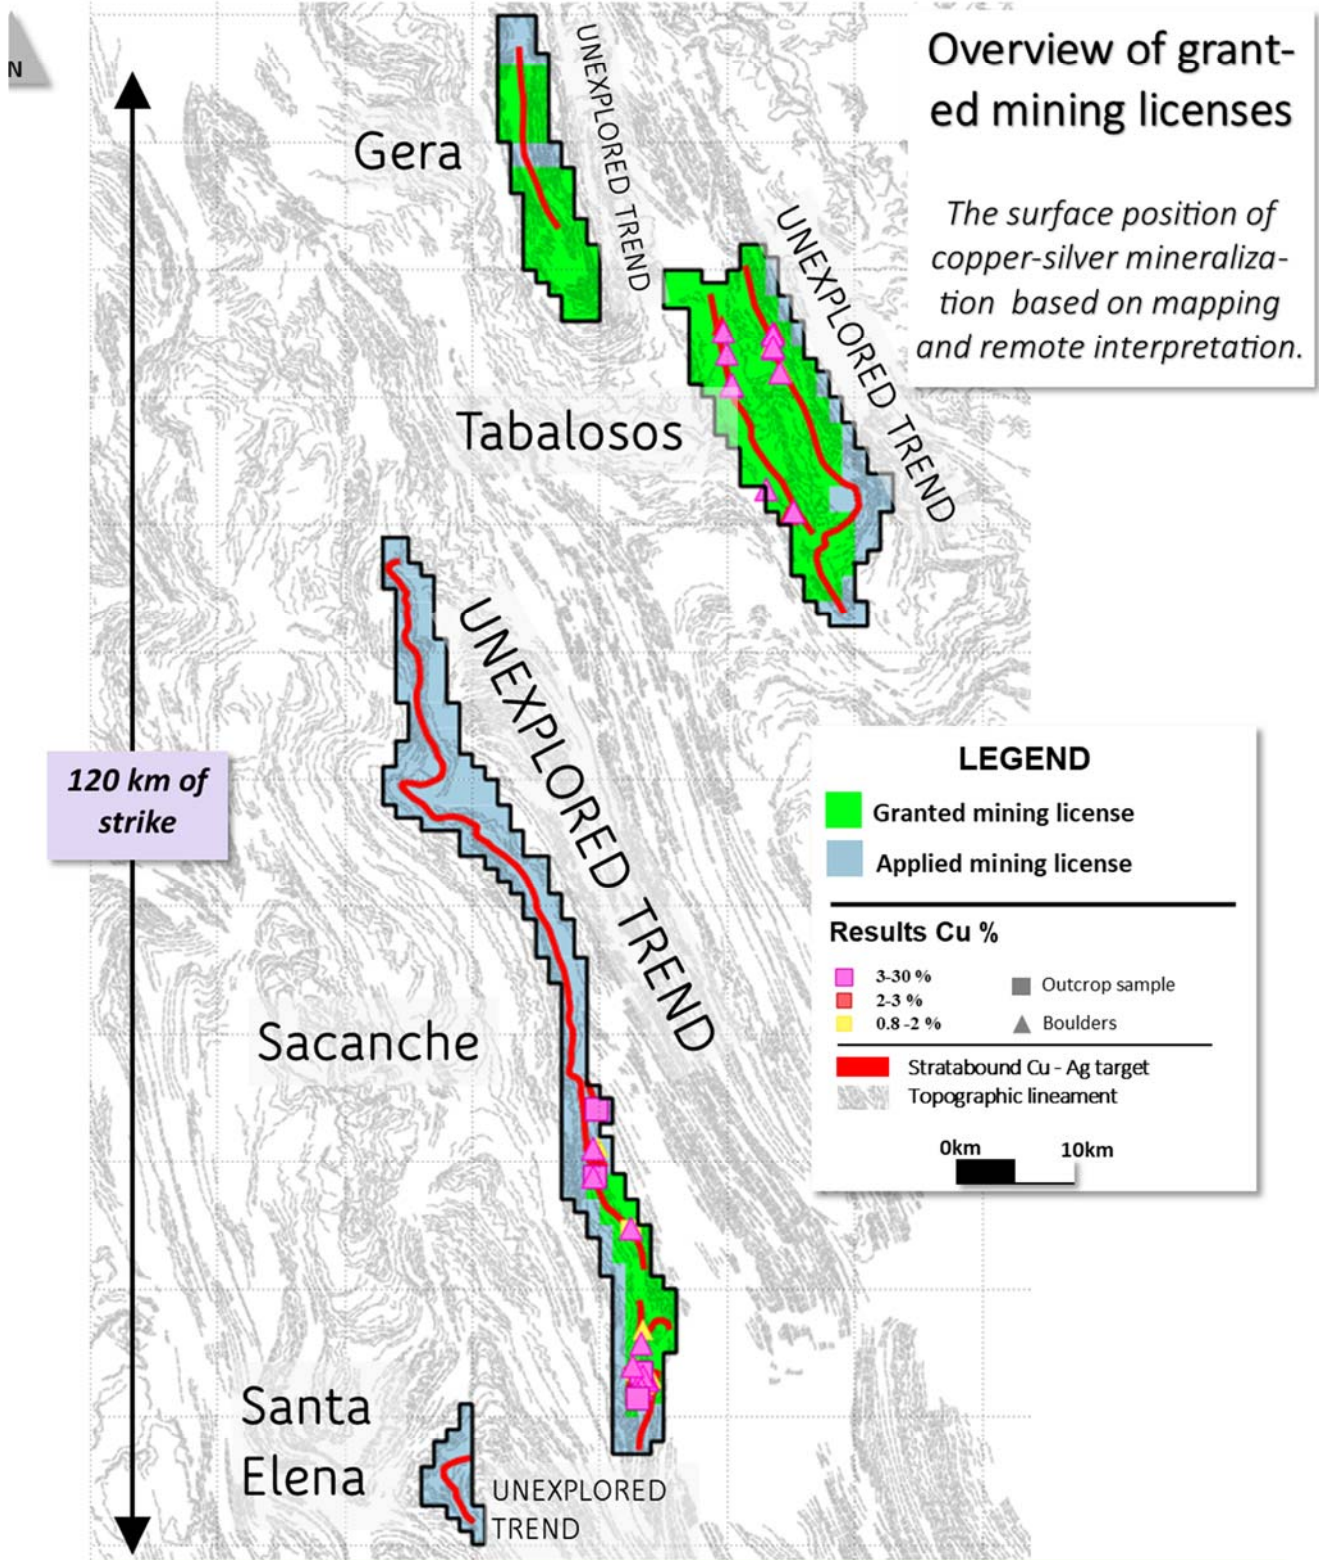 N
Overview of grant-
ed mining licenses
The surface position of
copper-silver mineraliza-
tion based on mapping
and remote interpretation.
UNEXPLORED TREND
Gera
UNEXPLORED TREND
Tabalosos
UNEXPLORED TREND
120 km of
strike
Sacanche
Santa
Elena
UNEXPLORED
TREND
LEGEND
Granted mining license
Applied mining license
Results Cu %
3-30 %
2-3 %
0.8 -2 %
Outcrop sample
Boulders
Stratabound Cu - Ag target
Topographic lineament
0km 10km